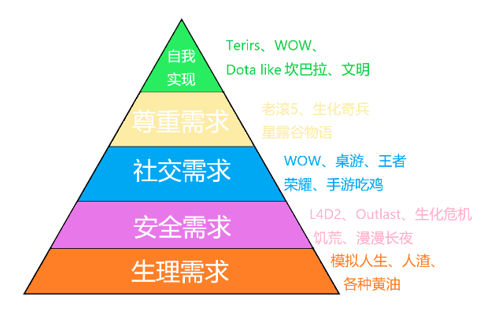 自我
实现
Terirs、WOW、
Dota like 坎巴拉、文明
尊重需求
老滚5、生化奇兵
星露谷物语
社交需求
WOW、桌游、王者
荣耀、手游吃鸡
安全需求
L4D2、Outlast、生化危机
饥荒、漫漫长夜
生理需求
模拟人生、人渣、
各种黄油